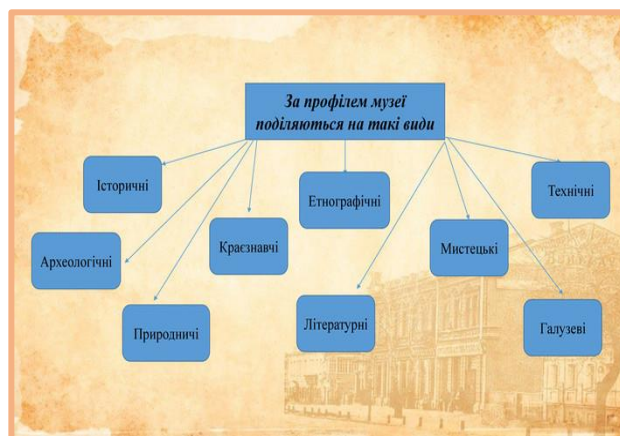 За профілем музеї
поділяються на такі види
Історичні
Етнографічні
Технічні
Археологічні
Краєзнавчі
Мистецькі
Природничі
Літературні
Галузеві